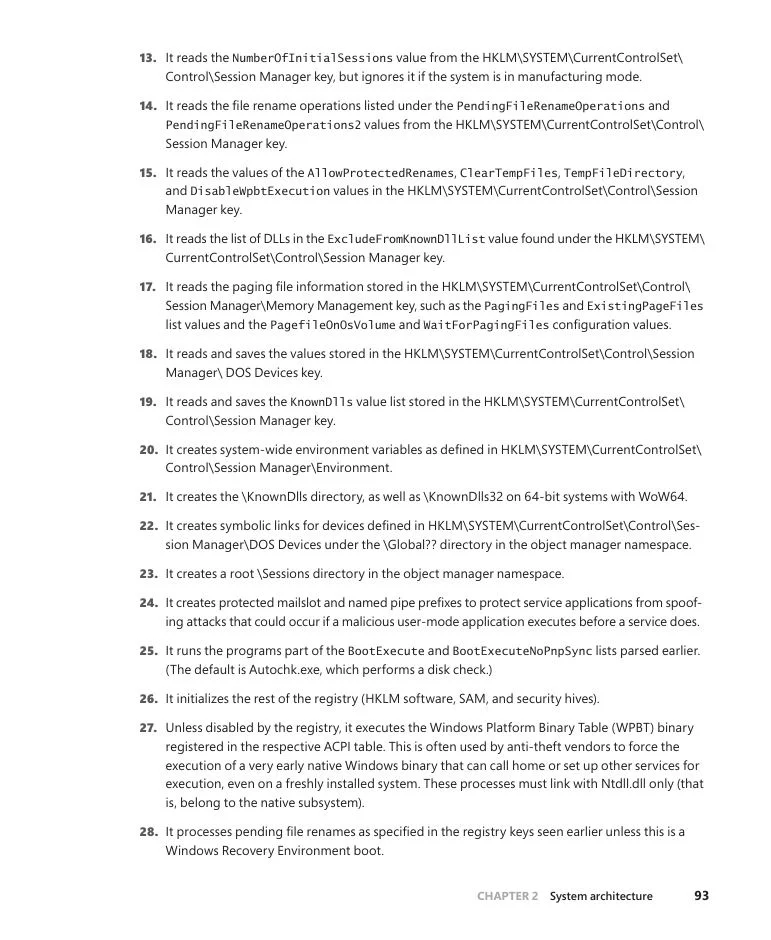 13. It reads the NumberOfInitialSessions value from the HKLM\SYSTEM\CurrentControlSet\
Control\Session Manager key, but ignores it if the system is in manufacturing mode.
14. It reads the file rename operations listed under the PendingFileRenameOperations and
PendingFileRenameOperations2 values from the HKLM\SYSTEM\CurrentControlSet\Control\
Session Manager key.
15. It reads the values of the AllowProtectedRenames, ClearTempFiles, TempFileDirectory,
and DisableWpbtExecution values in the HKLM\SYSTEM\CurrentControlSet\Control\Session
Manager key.
16. It reads the list of DLLs in the ExcludeFromKnownDllList value found under the HKLM\SYSTEM\
CurrentControlSet\Control\Session Manager key.
17. It reads the paging file information stored in the HKLM\SYSTEM\CurrentControlSet\Control\
Session Manager\Memory Management key, such as the PagingFiles and ExistingPageFiles
list values and the PagefileOnOsVolume and WaitForPagingFiles configuration values.
18. It reads and saves the values stored in the HKLM\SYSTEM\CurrentControlSet\Control\Session
Manager\ DOS Devices key.
19. It reads and saves the KnownDlls value list stored in the HKLM\SYSTEM\CurrentControlSet\
Control\Session Manager key.
20. It creates system-wide environment variables as defined in HKLM\SYSTEM\CurrentControlSet\
Control\Session Manager\Environment.
21. It creates the \KnownDlls directory, as well as \KnownDlls32 on 64-bit systems with WoW64.
22. It creates symbolic links for devices defined in HKLM\SYSTEM\CurrentControlSet\Control\Ses-
sion Manager\DOS Devices under the \Global?? directory in the object manager namespace.
23. It creates a root \Sessions directory in the object manager namespace.
24. It creates protected mailslot and named pipe prefixes to protect service applications from spoof-
ing attacks that could occur if a malicious user-mode application executes before a service does.
25. It runs the programs part of the BootExecute and BootExecuteNoPnpSync lists parsed earlier.
(The default is Autochk.exe, which performs a disk check.)
26. It initializes the rest of the registry (HKLM software, SAM, and security hives).
27. Unless disabled by the registry, it executes the Windows Platform Binary Table (WPBT) binary
registered in the respective ACPI table. This is often used by anti-theft vendors to force the
execution of a very early native Windows binary that can call home or set up other services for
execution, even on a freshly installed system. These processes must link with Ntdll.dll only (that
is, belong to the native subsystem).
28. It processes pending file renames as specified in the registry keys seen earlier unless this is a
Windows Recovery Environment boot.
CHAPTER 2 System architecture 93